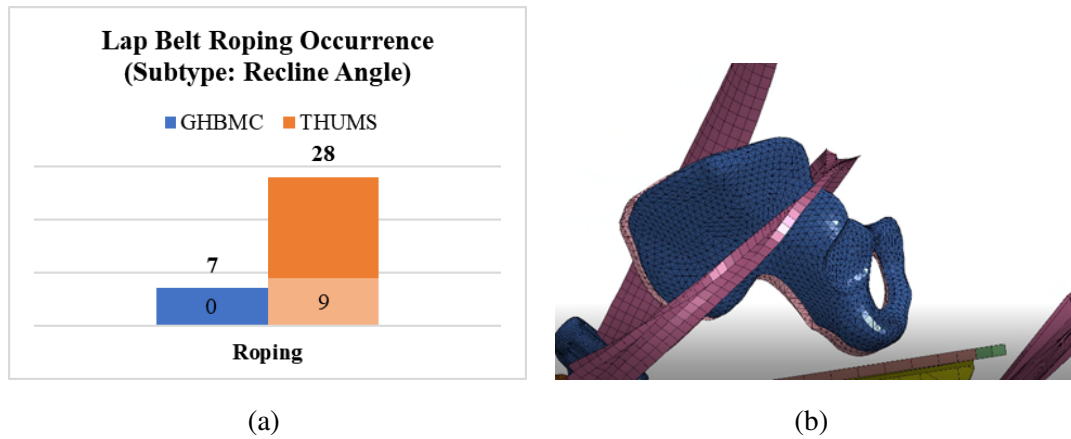 Lap Belt Roping Occurrence
(Subtype: Recline Angle)
GHBMC THUMS
28
7
0 9
Roping
(a) (b)